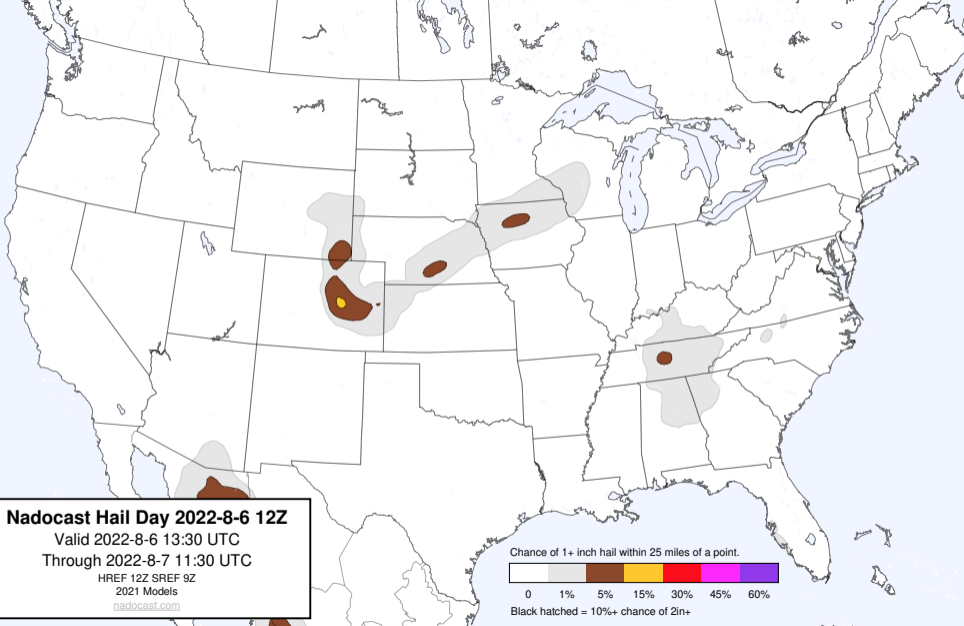 Nadocast Hail Day 2022-8-6 12Z
Valid 2022-8-6 13:30 UTC
Through 2022-8-7 11:30 UTC
HREF 12Z SREF 9Z
2021 Models
nadocast.com
Chance of 1+ inch hail within 25 miles of a point.
0 1% 5% 15% 30% 45% 60%
Black hatched = 10%+ chance of 2in+